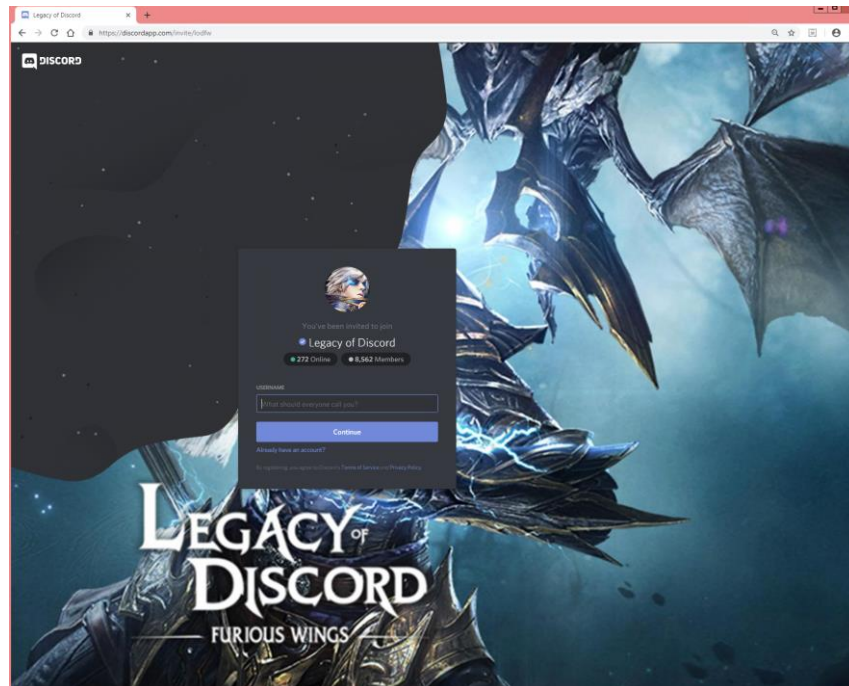 Legacy of Discord
https://discordapp.com/invite/lodfw
DISCORD
You've been invited to join
Legacy of Discord
272 Online 8,562 Members
USERNAME
What should everyone call you?
Continue
Already have an account?
By registering, you agree to Discord's Terms of Service and Privacy Policy.
LEGACY OF
DISCORD
FURIOUS WINGS